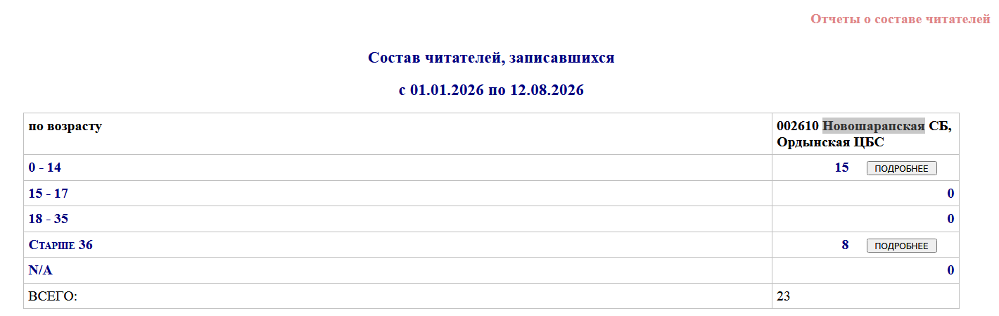 Отчеты о составе читателей
Состав читателей, записавшихся
с 01.01.2026 по 12.08.2026
по возрасту
002610 Новошарапская СБ,
Ордынская ЦБС
0 - 14
15
ПОДРОБНЕЕ
15 - 17
0
18 - 35
0
Старше 36
8
ПОДРОБНЕЕ
N/A
0
ВСЕГО:
23